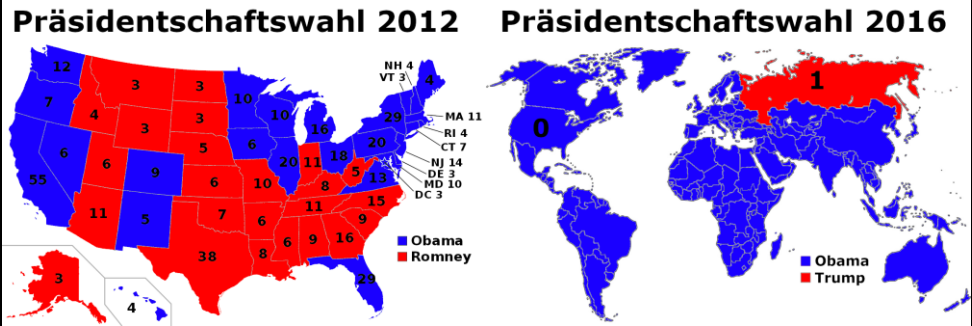 Präsidentschaftswahl 2012
12
7
55
6
4
3
3
6
11
9
5
3
3
5
6
7
38
10
6
10
6
8
10
20
16
11
18
8
11
6
9
16
9
15
13
5
20
29
4
29
3
4
NH 4
VT 3
MA 11
RI 4
CT 7
NJ 14
DE 3
MD 10
DC 3
Obama
Romney
Präsidentschaftswahl 2016
0
1
Obama
Trump